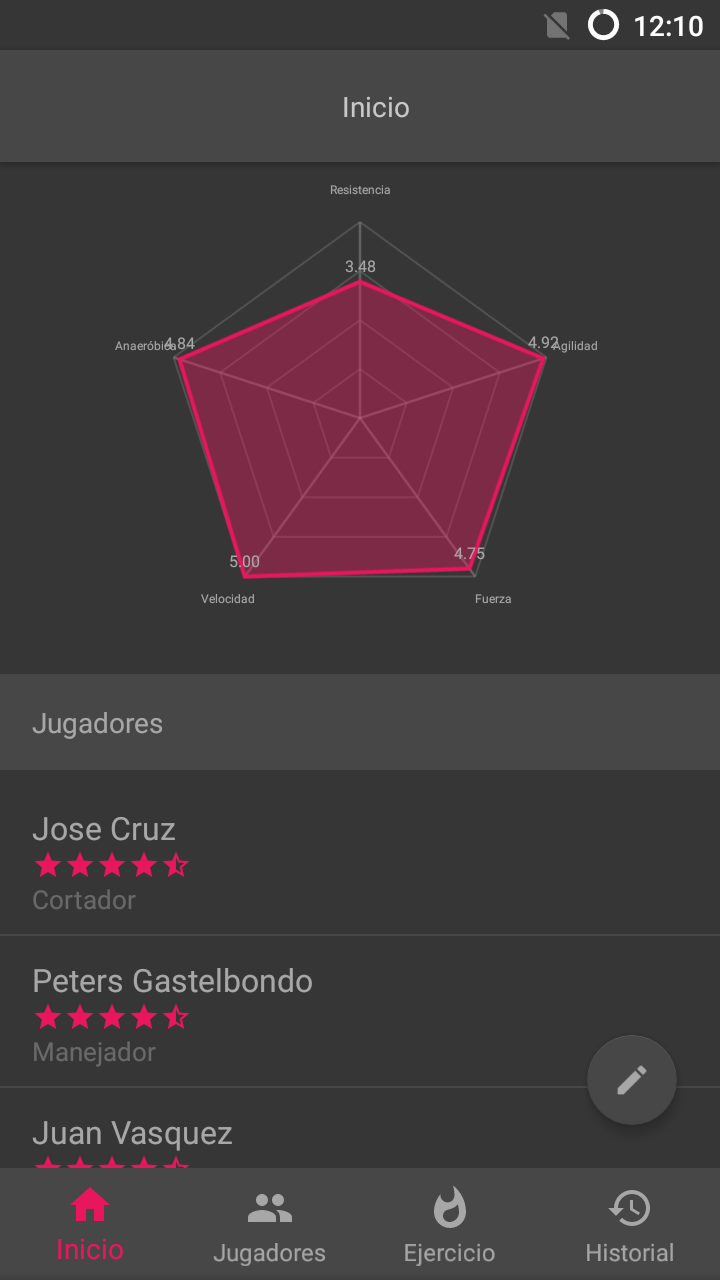 12:10
Inicio
Resistencia
3.48
Anaeróbica 4.84
4.92 Agilidad
5.00
4.75
Velocidad
Fuerza
Jugadores
Jose Cruz
Cortador
Peters Gastelbondo
Manejador
Juan Vasquez
Inicio
Jugadores
Ejercicio
Historial